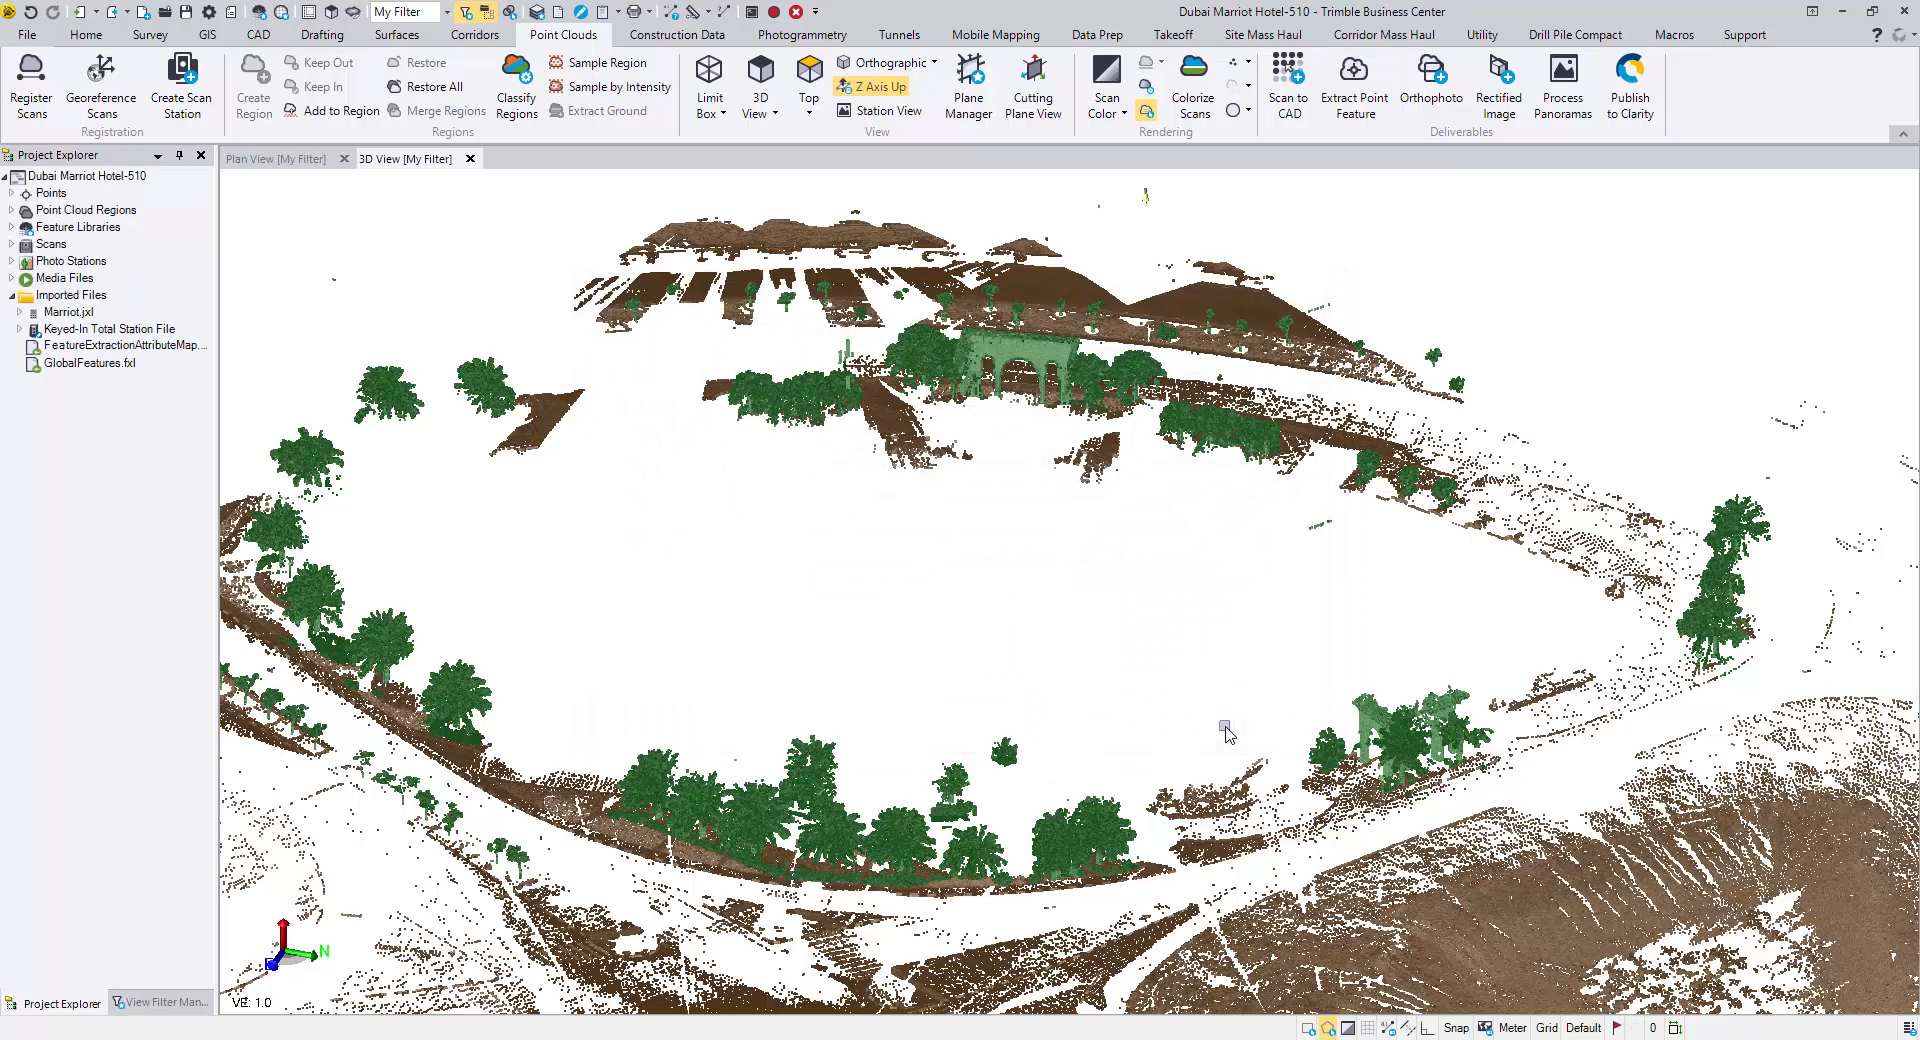 My Filter
Dubai Marriot Hotel-510 - Trimble Business Center
File Home Survey GIS CAD Drafting Surfaces Corridors Point Clouds Construction Data Photogrammetry Tunnels Mobile Mapping Data Prep Takeoff Site Mass Haul Corridor Mass Haul Utility Drill Pile Compact Macros Support
Register Scans
Georeference Scans
Create Scan Station
Registration
Create Region
Keep Out
Keep In
Add to Region
Restore
Restore All
Merge Regions
Classify Regions
Sample Region
Sample by Intensity
Extract Ground
Regions
Limit Box
3D View
Top
Orthographic
Z Axis Up
Station View
Plane Manager
Cutting Plane View
View
Scan Color
Colorize Scans
Rendering
Scan to CAD
Extract Point Feature
Orthophoto
Rectified Image
Process Panoramas
Publish to Clarity
Deliverables
Project Explorer
Plan View [My Filter]
3D View [My Filter]
Dubai Marriot Hotel-510
Points
Point Cloud Regions
Feature Libraries
Scans
Photo Stations
Media Files
Imported Files
Marriot.jxl
Keyed-In Total Station File
FeatureExtractionAttributeMap...
GlobalFeatures.fxl
N
VE: 1.0
Project Explorer
View Filter Man...
Snap Meter Grid Default 0